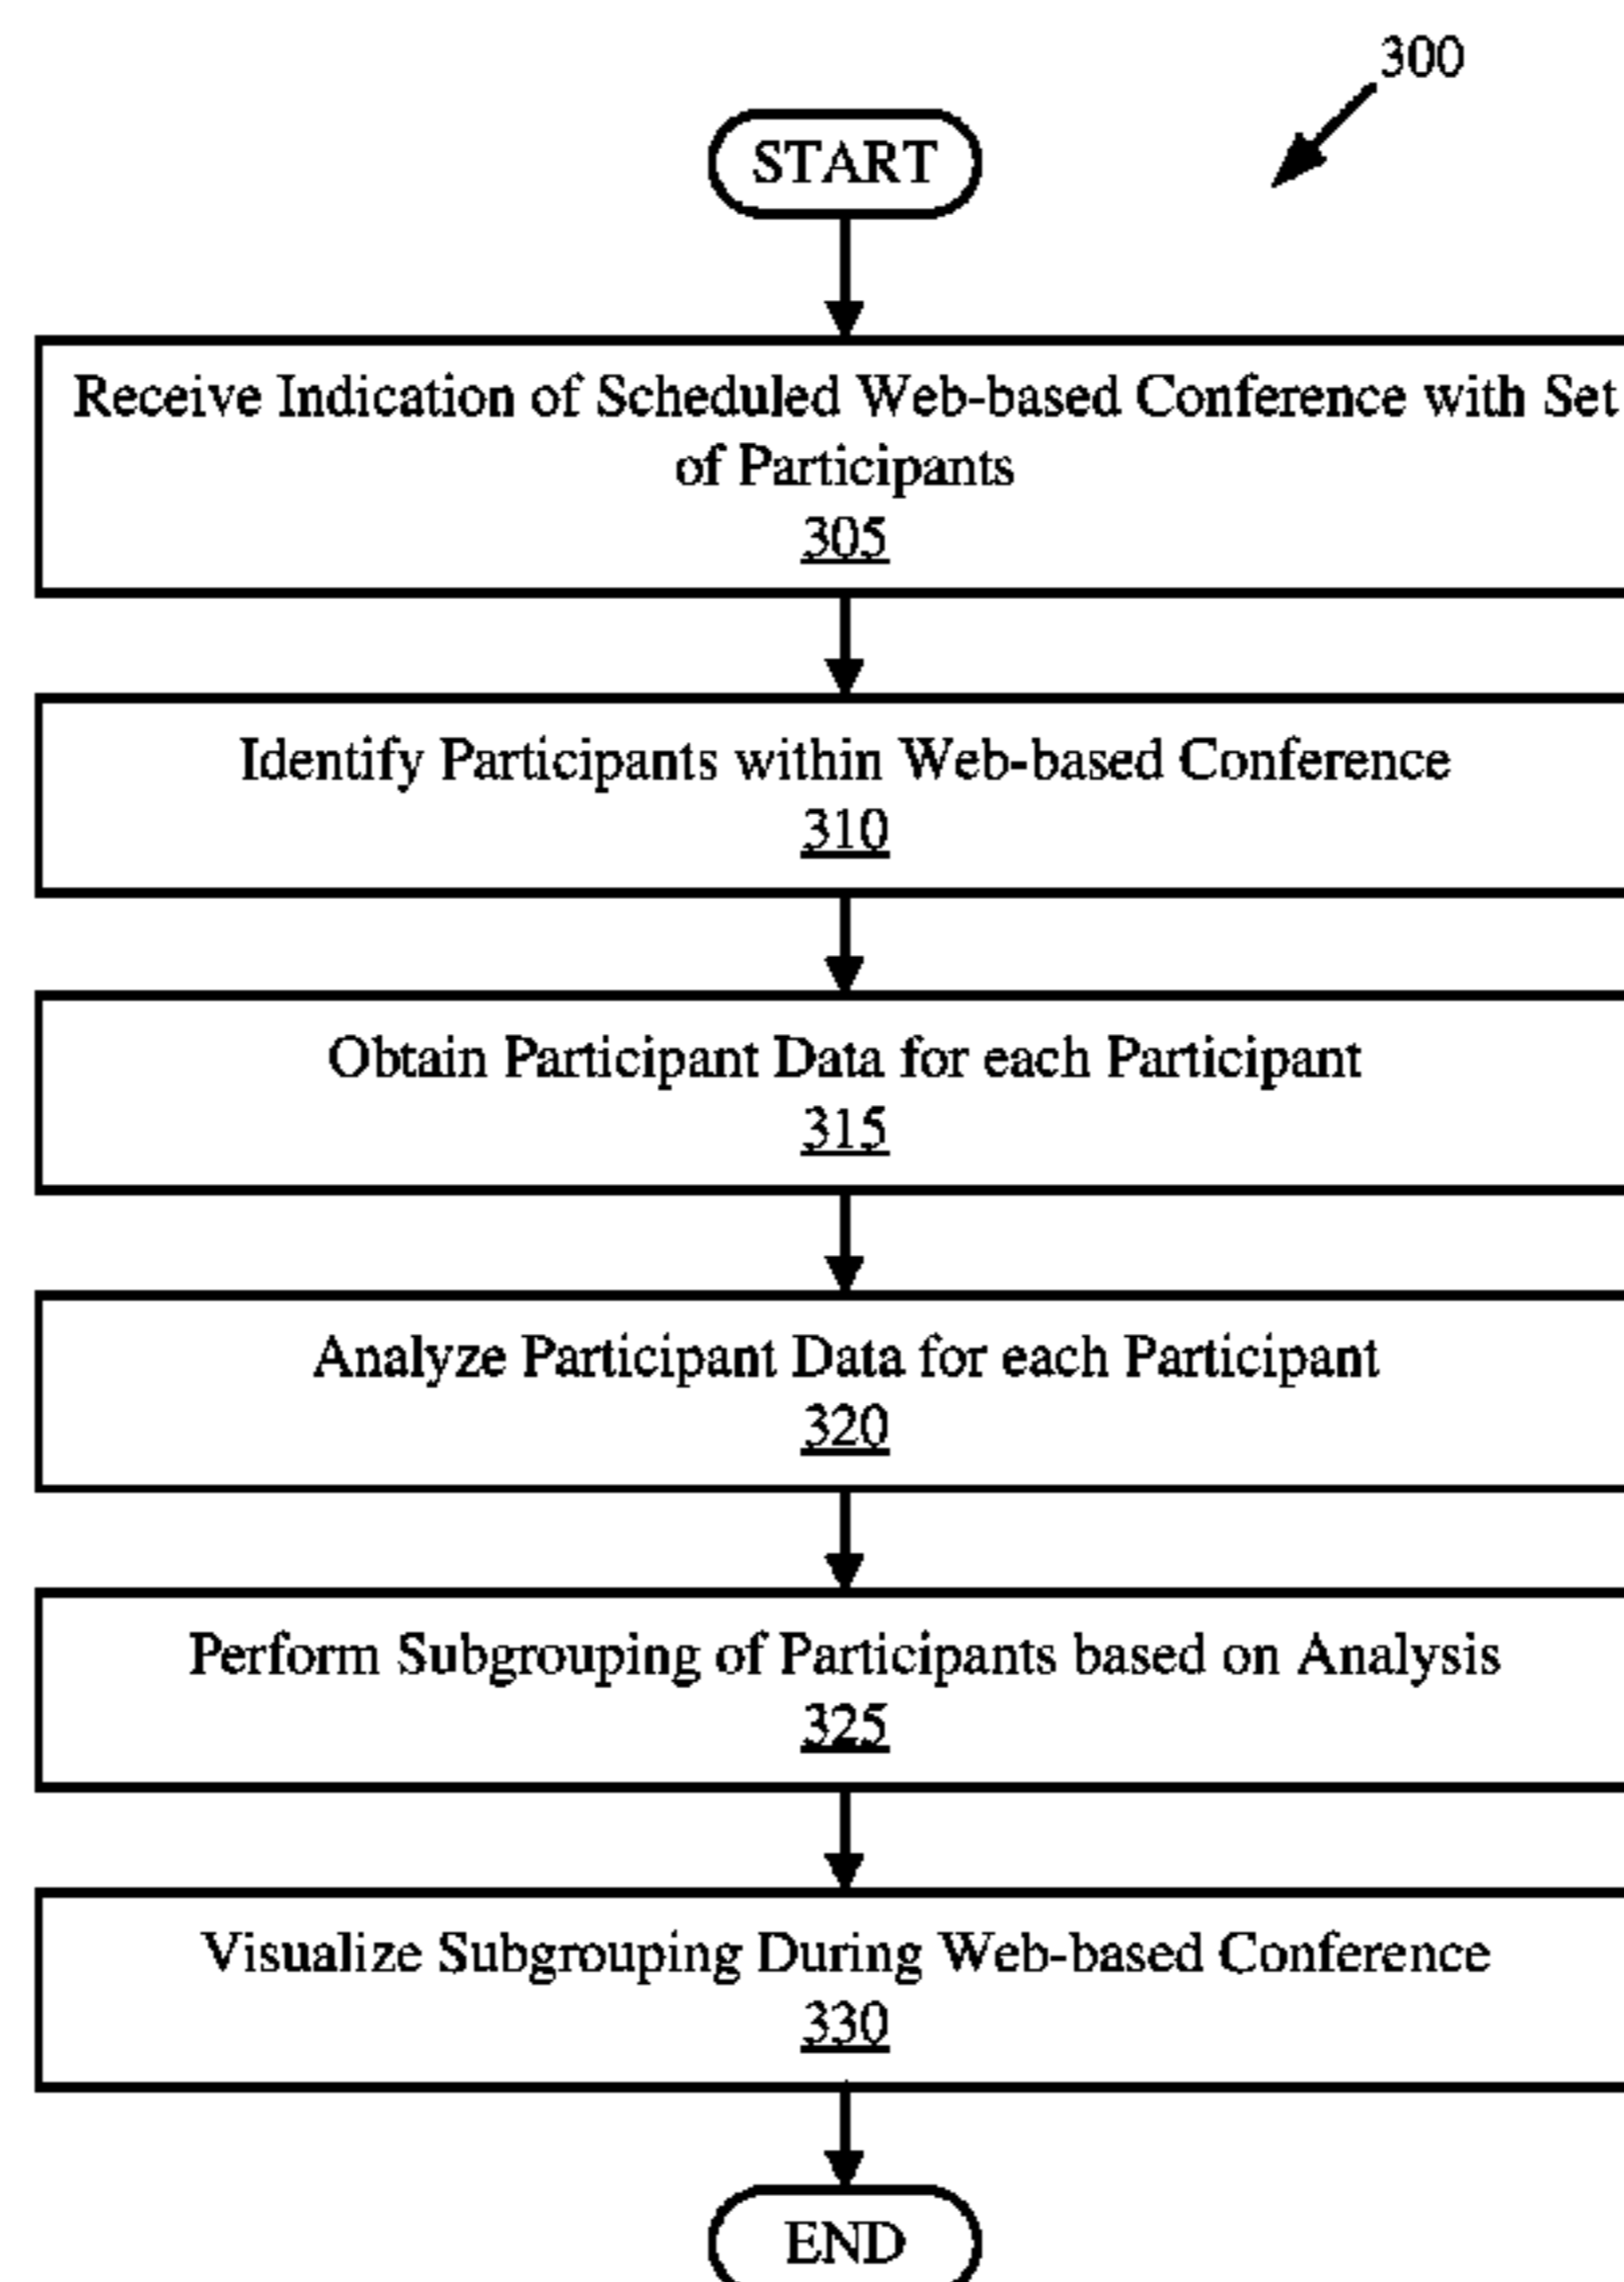 300
START
Receive Indication of Scheduled Web-based Conference with Set
of Participants
305
Identify Participants within Web-based Conference
310
Obtain Participant Data for each Participant
315
Analyze Participant Data for each Participant
320
Perform Subgrouping of Participants based on Analysis
325
Visualize Subgrouping During Web-based Conference
330
END